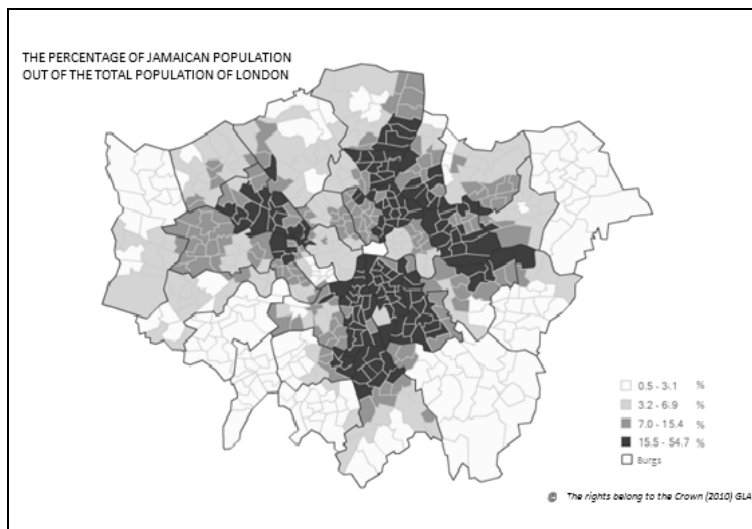 THE PERCENTAGE OF JAMAICAN POPULATION
OUT OF THE TOTAL POPULATION OF LONDON
0.5 - 3.1 %
3.2 - 6.9 %
7.0 - 15.4 %
15.5 - 54.7 %
Burgs
© The rights belong to the Crown (2010) GLA